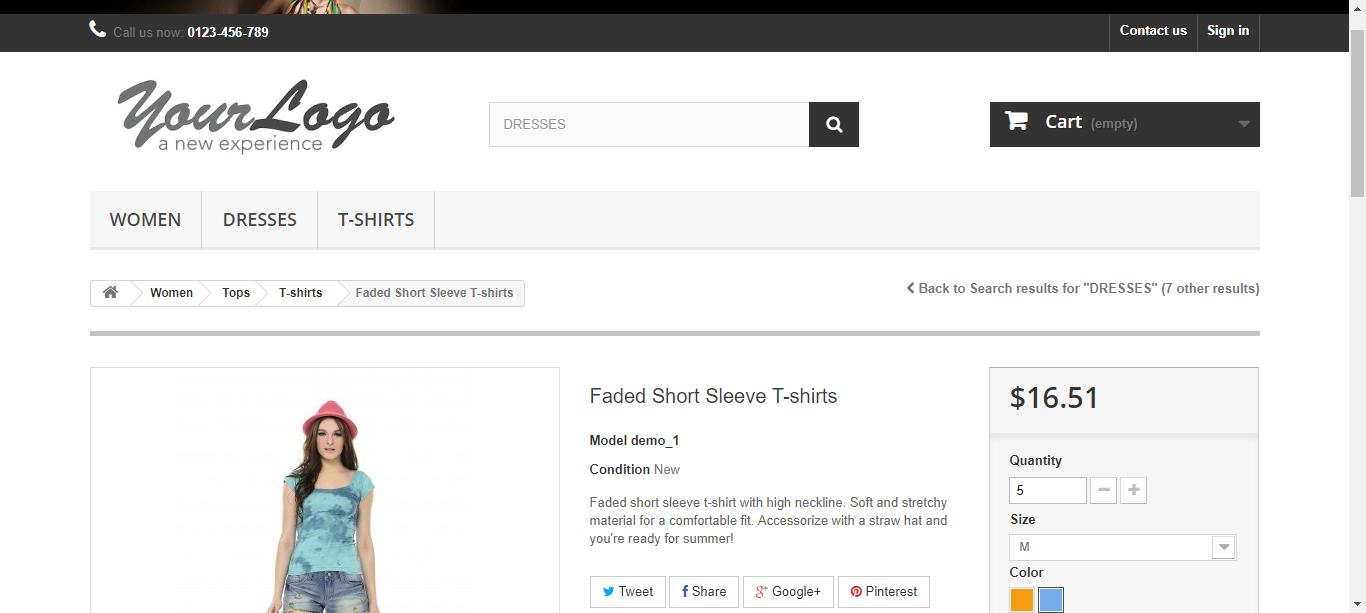 Call us now: 0123-456-789
Contact us
Sign in
YourLogo
a new experience
DRESSES
Cart (empty)
WOMEN
DRESSES
T-SHIRTS
Women
Tops
T-shirts
Faded Short Sleeve T-shirts
Back to Search results for "DRESSES" (7 other results)
Faded Short Sleeve T-shirts
Model demo_1
Condition New
Faded short sleeve t-shirt with high neckline. Soft and stretchy
material for a comfortable fit. Accessorize with a straw hat and
you're ready for summer!
Tweet
Share
Google+
Pinterest
$16.51
Quantity
5
Size
M
Color